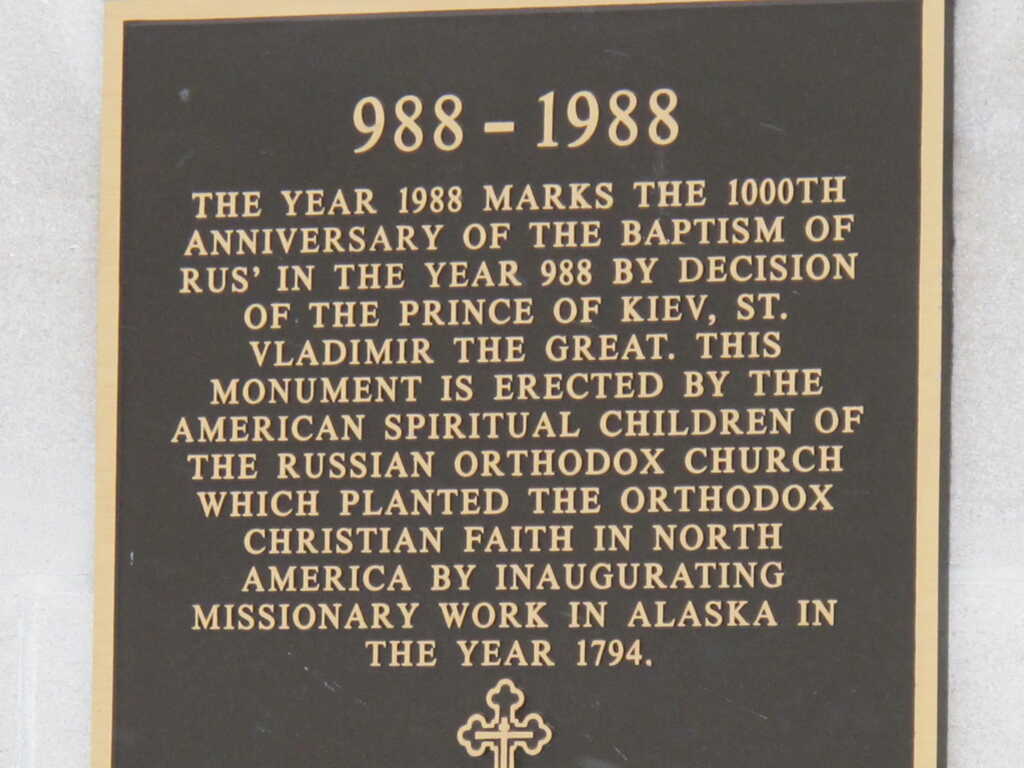 988 – 1988
THE YEAR 1988 MARKS THE 1000TH
ANNIVERSARY OF THE BAPTISM OF
RUS' IN THE YEAR 988 BY DECISION
OF THE PRINCE OF KIEV, ST.
VLADIMIR THE GREAT. THIS
MONUMENT IS ERECTED BY THE
AMERICAN SPIRITUAL CHILDREN OF
THE RUSSIAN ORTHODOX CHURCH
WHICH PLANTED THE ORTHODOX
CHRISTIAN FAITH IN NORTH
AMERICA BY INAUGURATING
MISSIONARY WORK IN ALASKA IN
THE YEAR 1794.